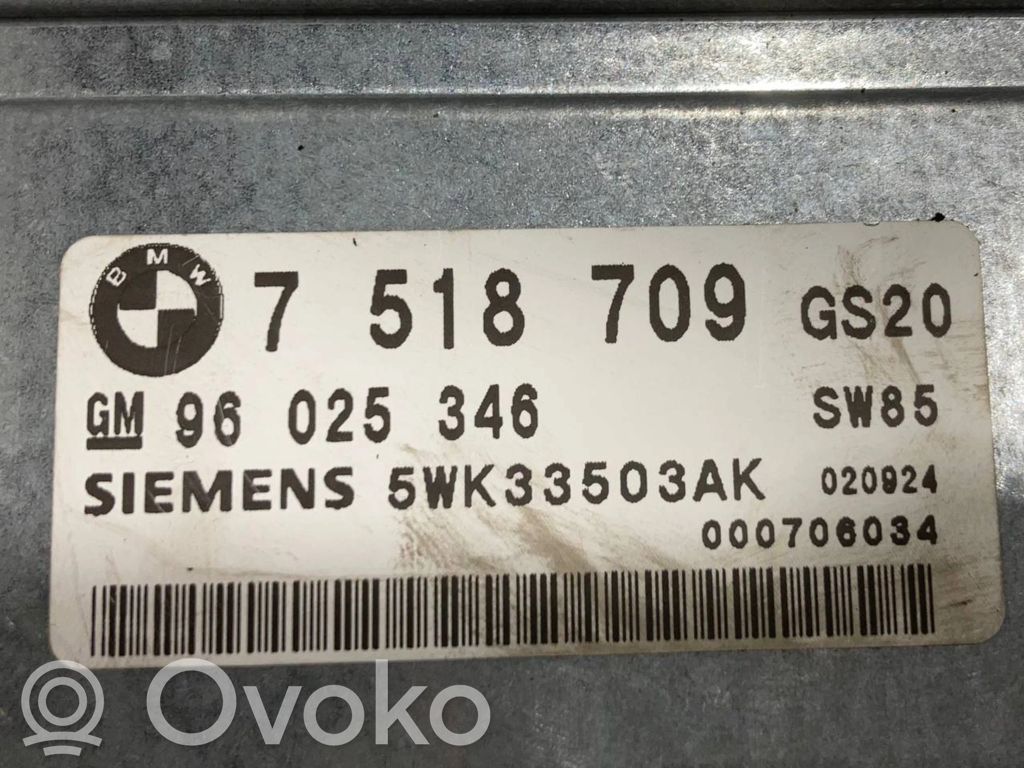 BMW 7 518 709 GS20
GM 96 025 346 SW85
SIEMENS 5WK33503AK 020924
000706034
Ovoko